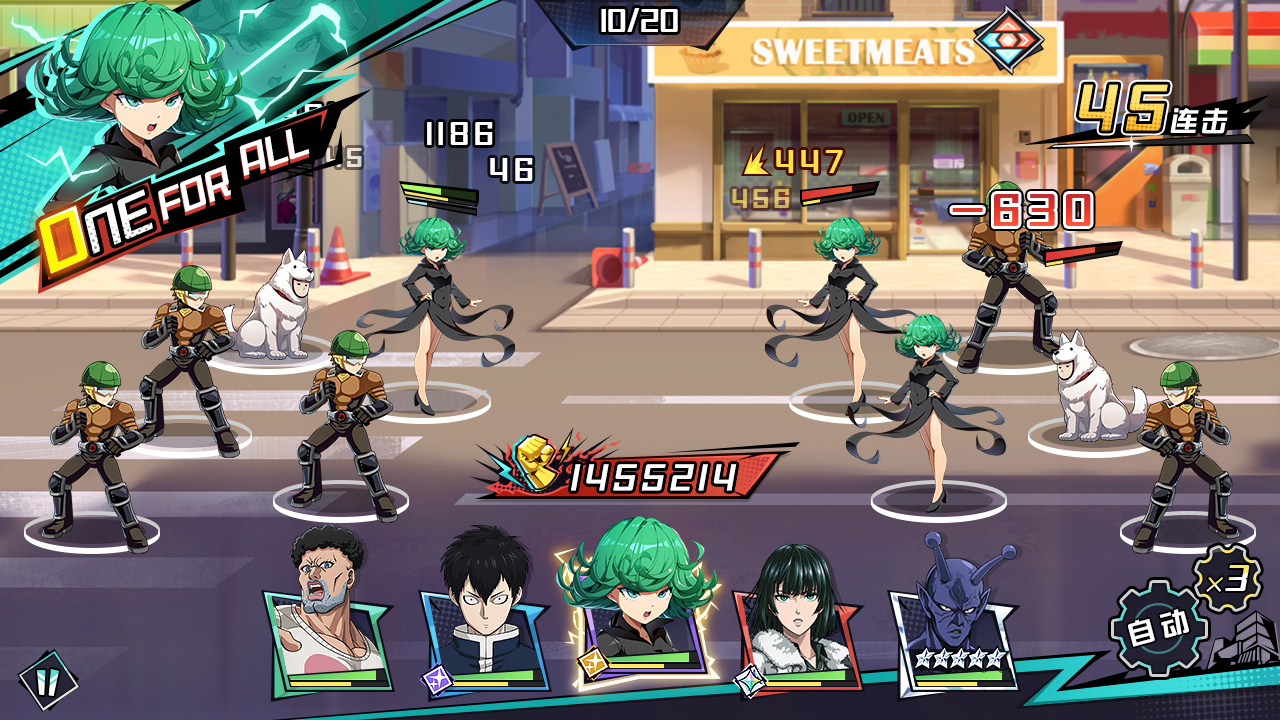 10/20
SWEETMEATS
OPEN
45连击
1186
46
45
447
456
-630
ONE FOR ALL
1455214
×3
自动